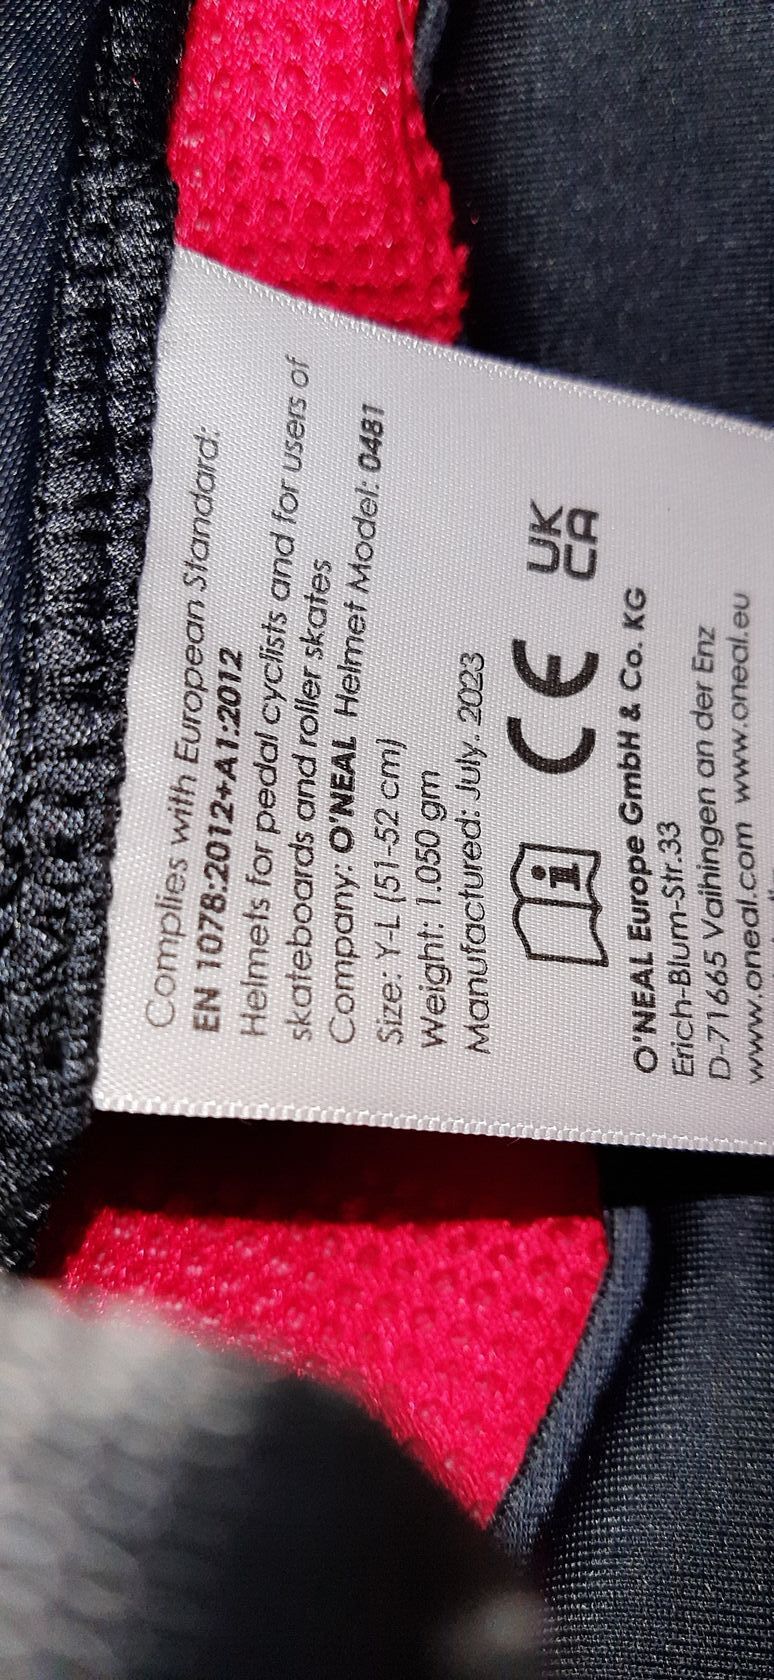 Complies with European Standard:
EN 1078:2012+A1:2012
Helmets for pedal cyclists and for users of
skateboards and roller skates
Company: O'NEAL Helmet Model: 0481
Size: Y-L (51-52 cm)
Weight: 1.050 gm
Manufactured: July. 2023
i CE UK
CA
O'NEAL Europe GmbH & Co. KG
Erich-Blum-Str.33
D-71665 Vaihingen an der Enz
www.oneal.com www.oneal.eu